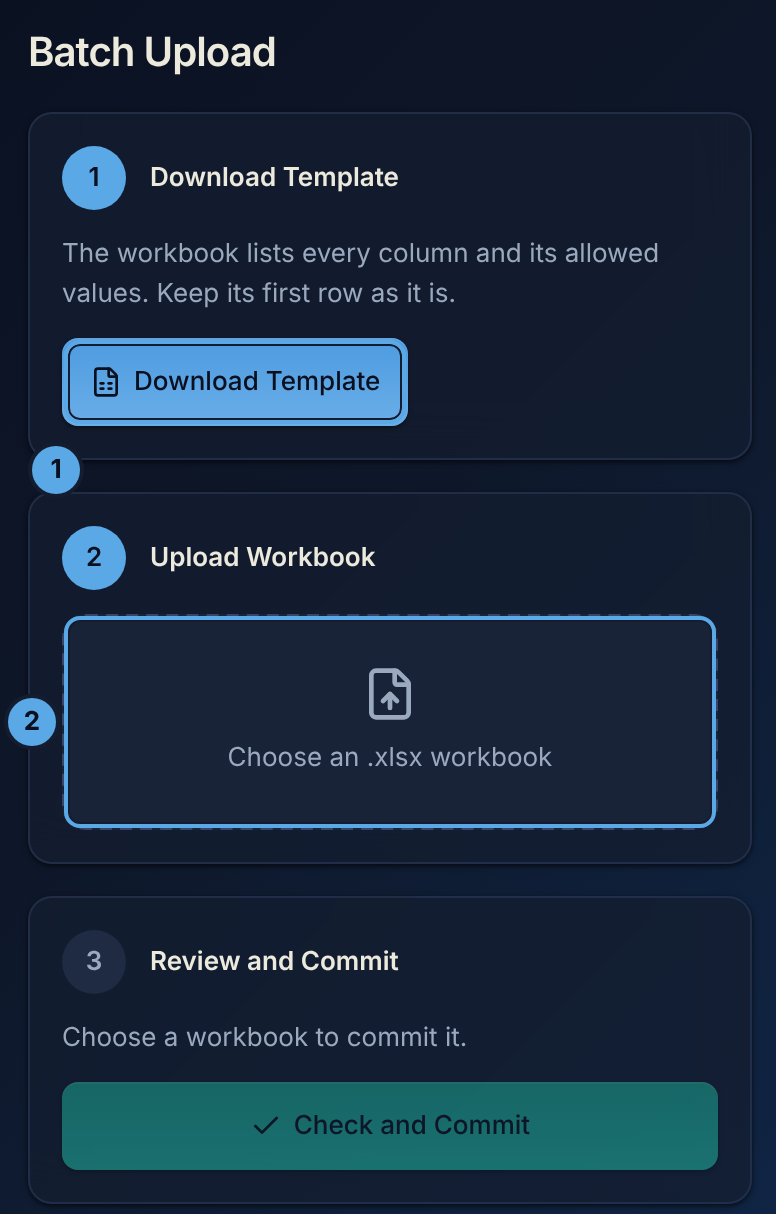 Batch Upload
1 Download Template
The workbook lists every column and its allowed
values. Keep its first row as it is.
Download Template
1
2 Upload Workbook
2
Choose an .xlsx workbook
3 Review and Commit
Choose a workbook to commit it.
Check and Commit